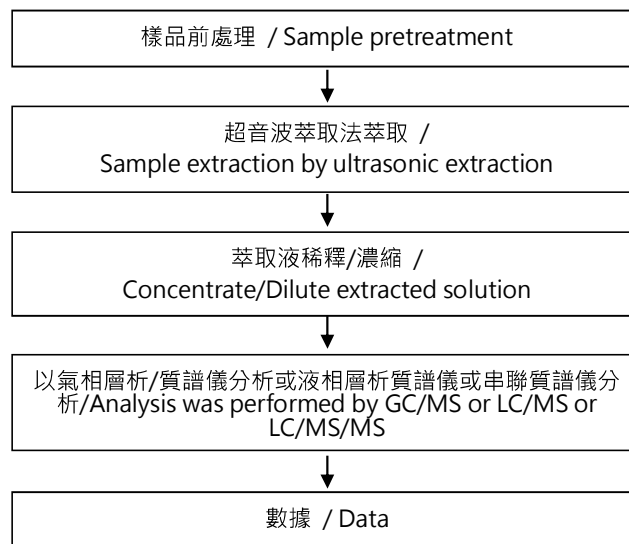 樣品前處理 / Sample pretreatment
超音波萃取法萃取 /
Sample extraction by ultrasonic extraction
萃取液稀釋/濃縮 /
Concentrate/Dilute extracted solution
以氣相層析/質譜儀分析或液相層析質譜儀或串聯質譜儀分
析/Analysis was performed by GC/MS or LC/MS or
LC/MS/MS
數據 / Data